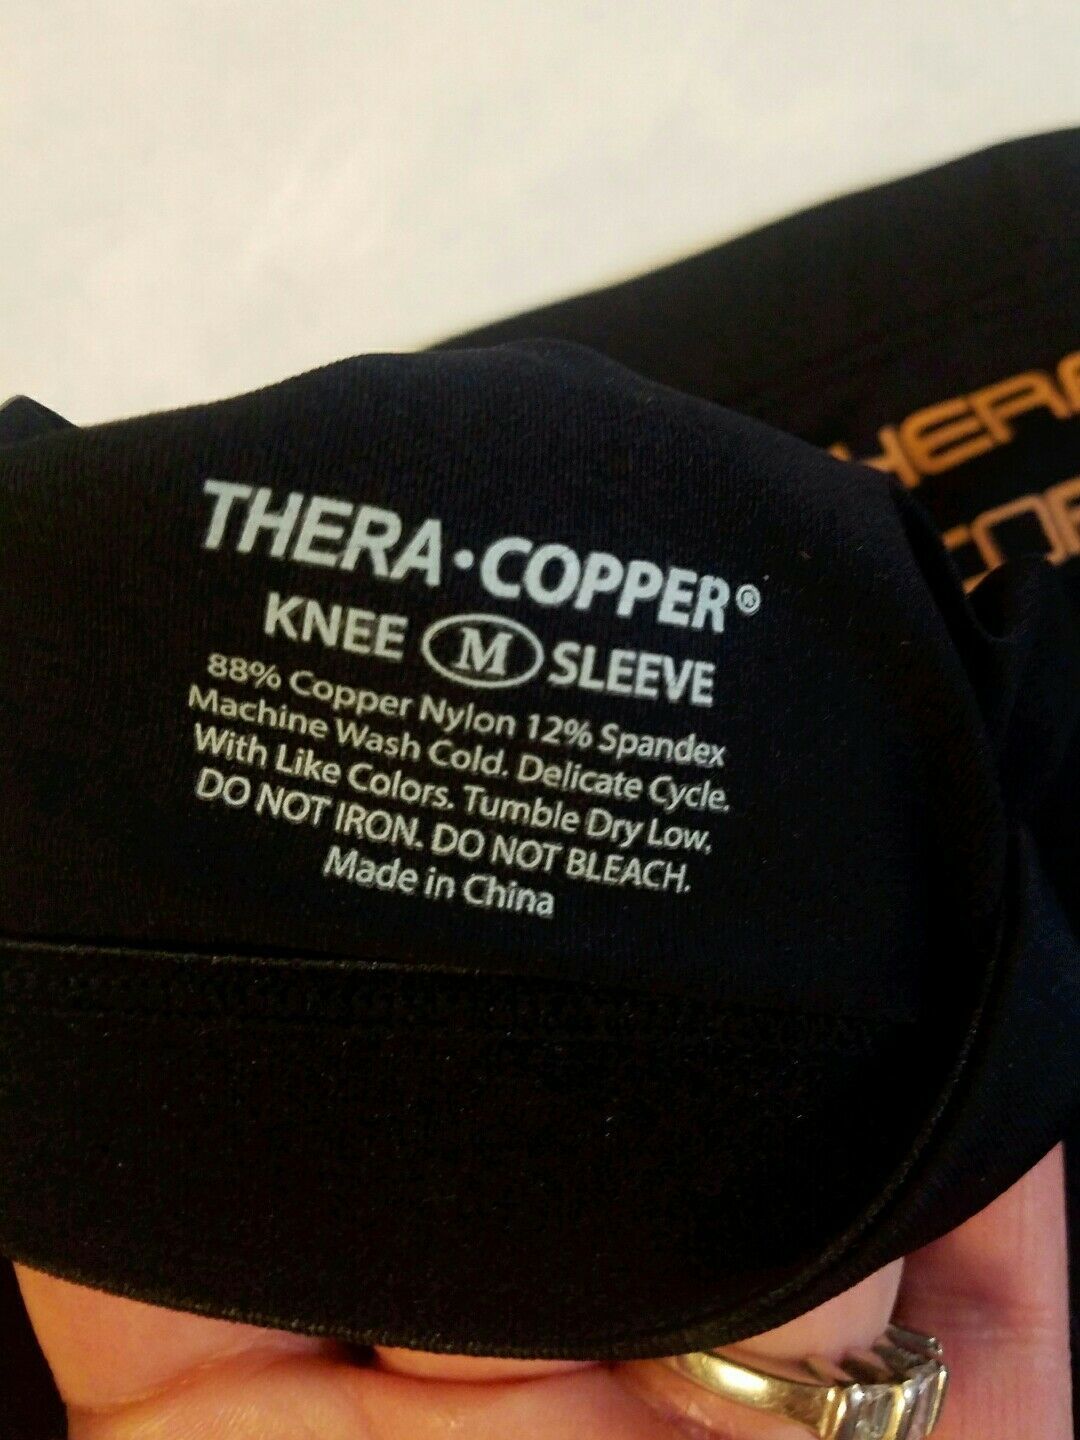 THERA•COPPER®
KNEE M SLEEVE
88% Copper Nylon 12% Spandex
Machine Wash Cold. Delicate Cycle.
With Like Colors. Tumble Dry Low,
DO NOT IRON. DO NOT BLEACH.
Made in China